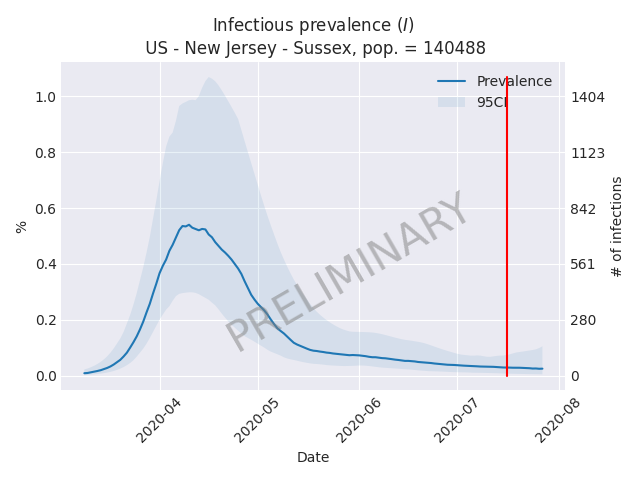 Infectious prevalence (I)
US - New Jersey - Sussex, pop. = 140488
Prevalence
95CI
1.0
0.8
0.6
0.4
0.2
0.0
%
1404
1123
842
561
280
0
# of infections
PRELIMINARY
2020-04
2020-05
2020-06
2020-07
2020-08
Date